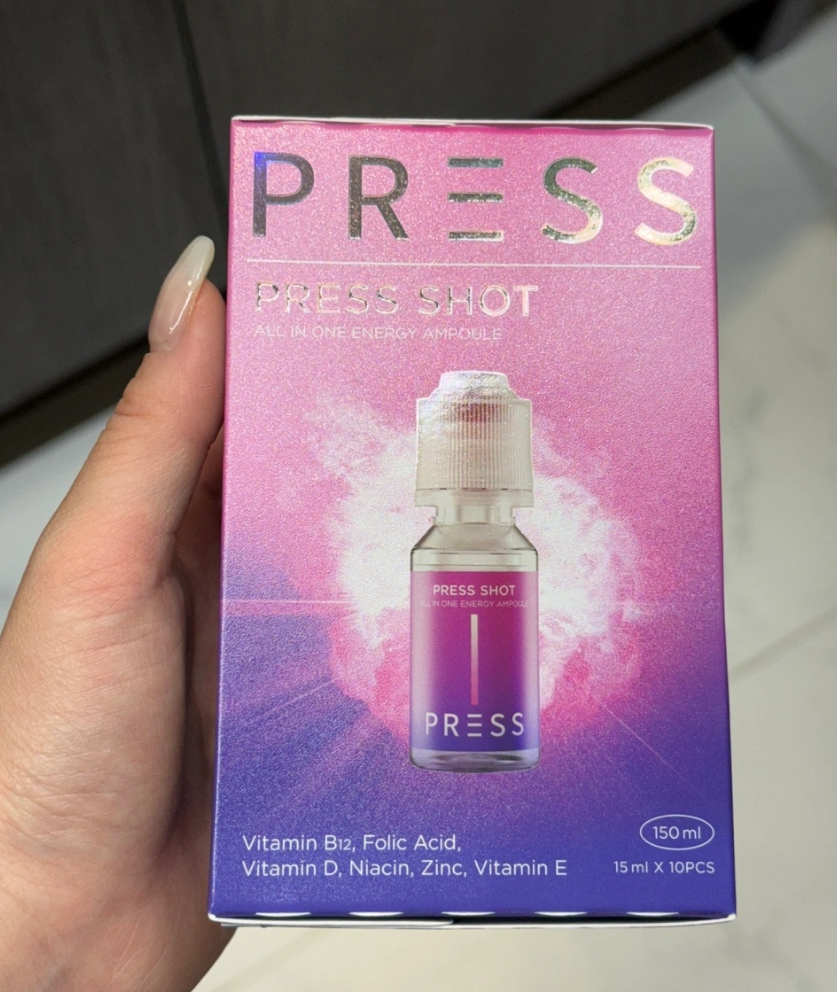 PRESS
PRESS SHOT
ALL IN ONE ENERGY AMPOULE
PRESS SHOT
ALL IN ONE ENERGY AMPOULE
PRESS
150 ml
Vitamin B12, Folic Acid,
Vitamin D, Niacin, Zinc, Vitamin E
15 ml X 10PCS